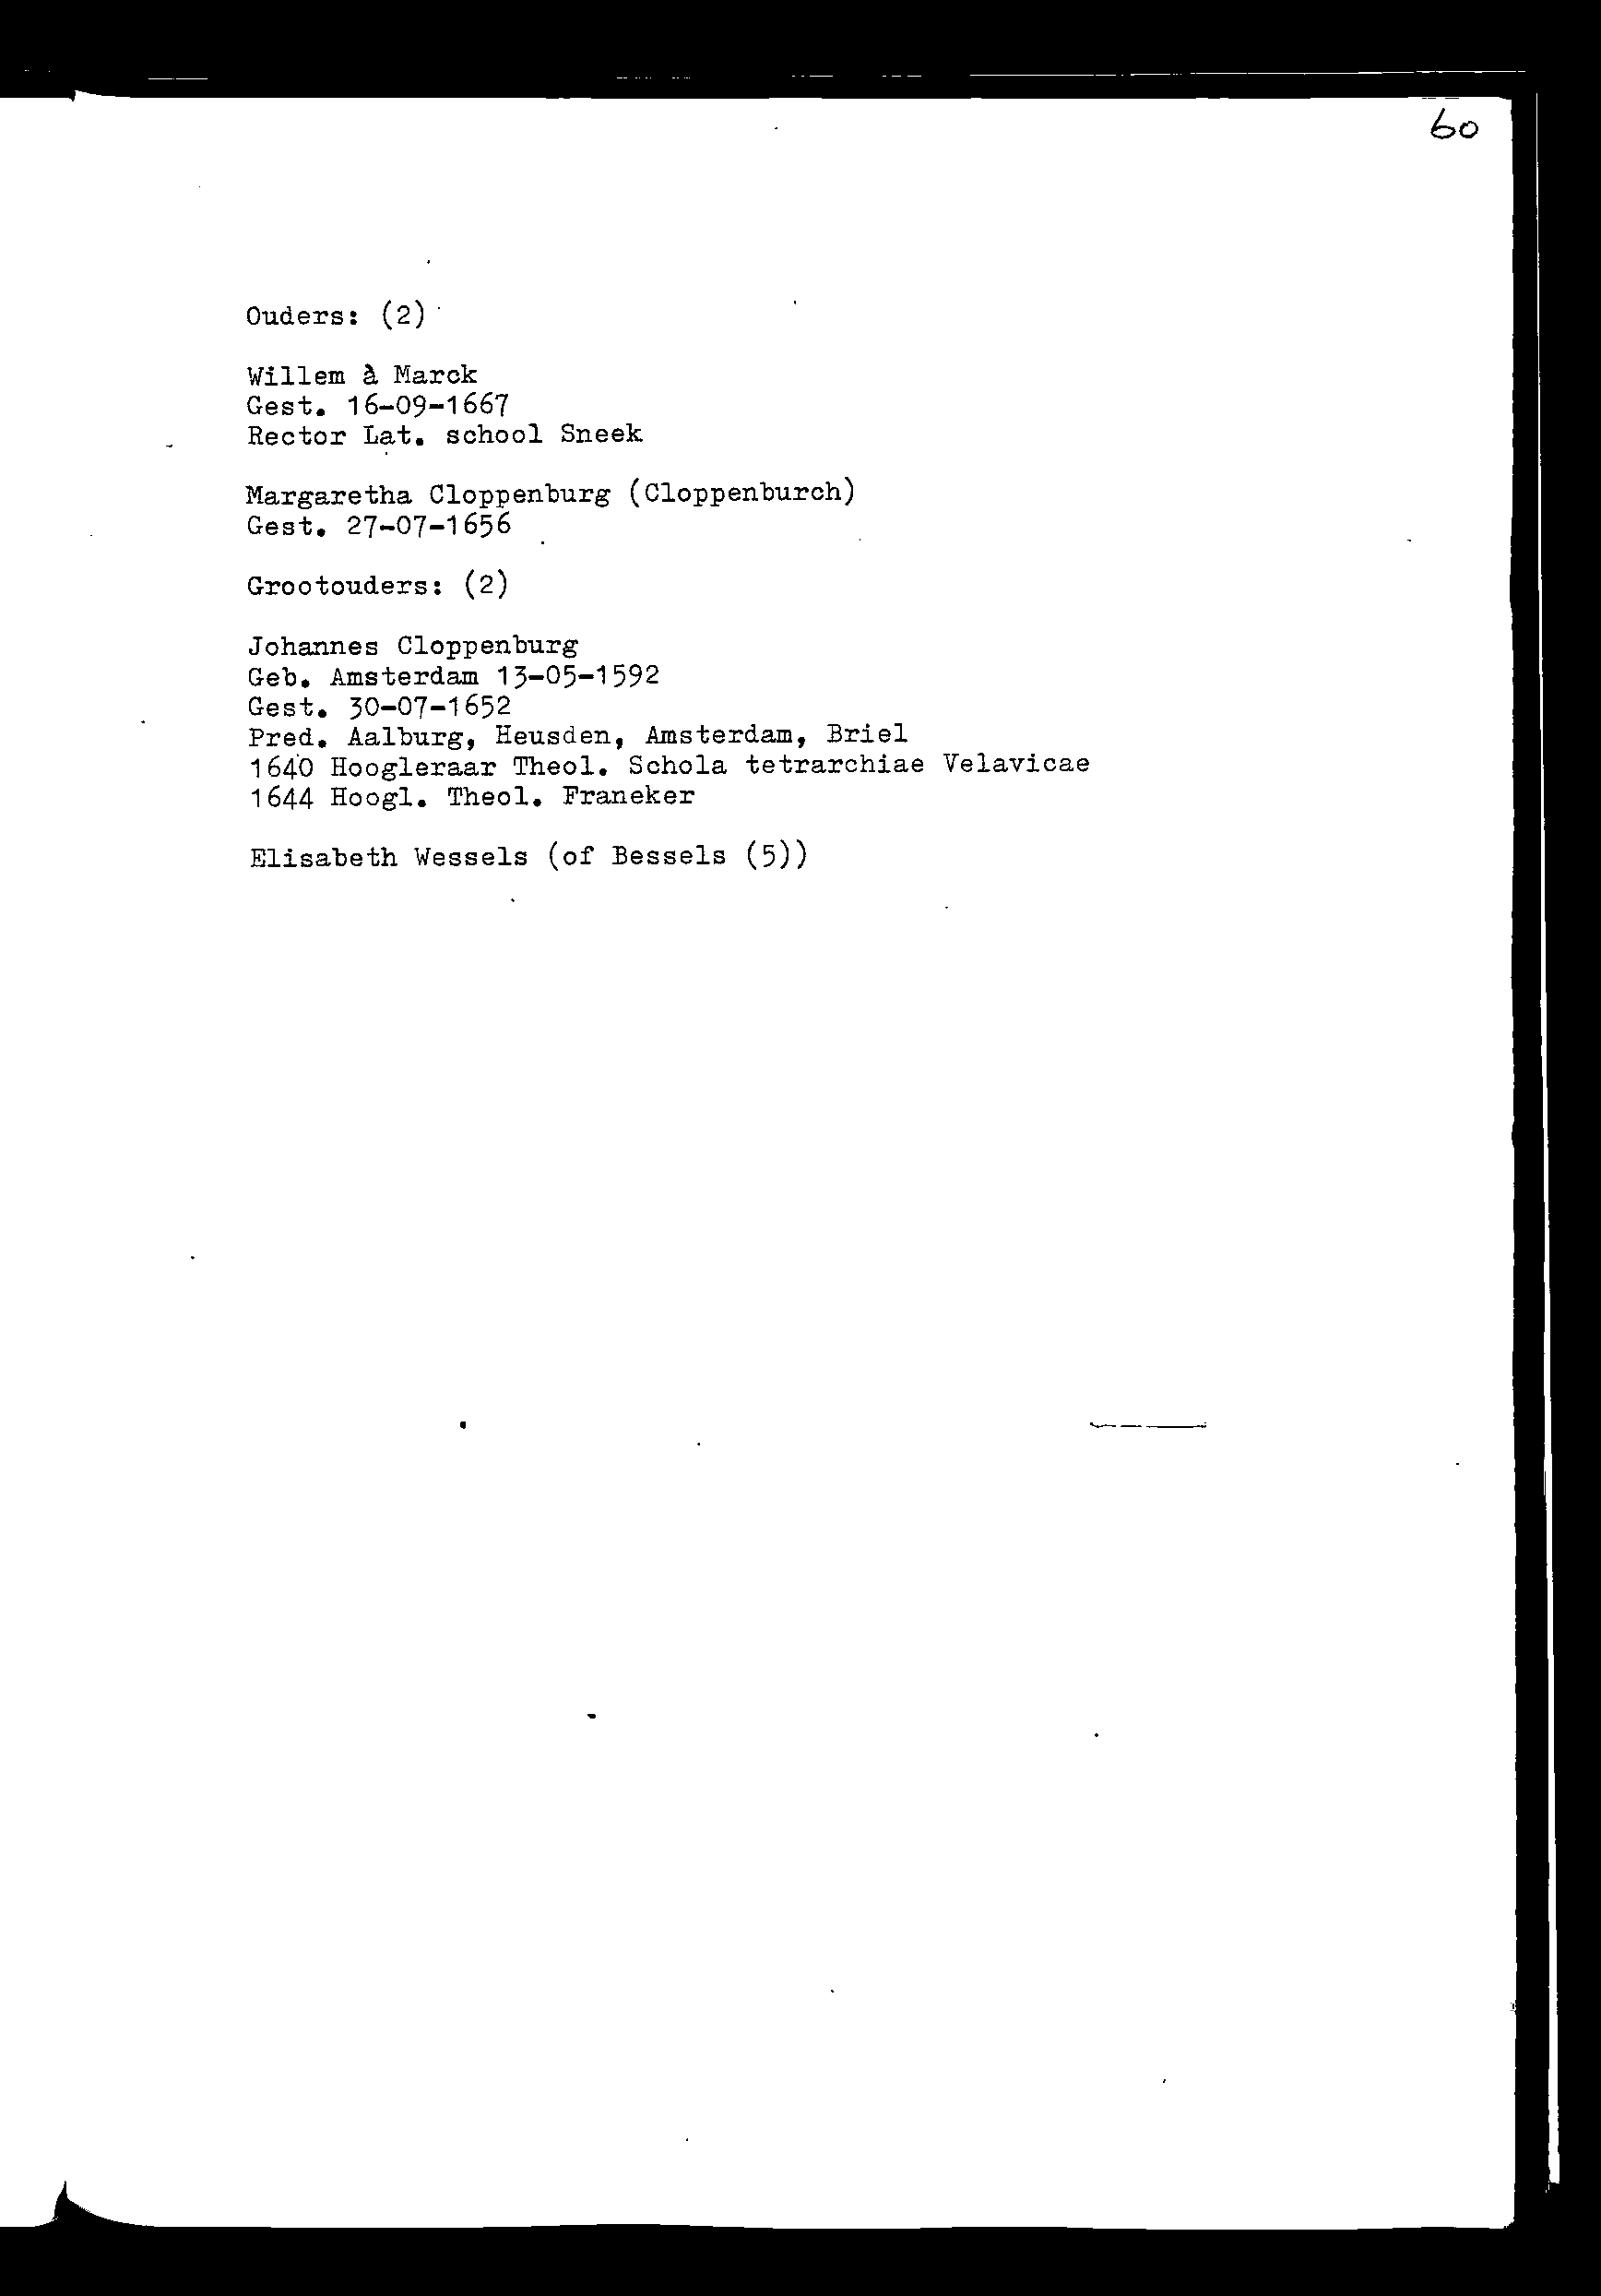 60
Ouders: (2)
Willem à Marck
Gest. 16-09-1667
Rector Lat. school Sneek
Margaretha Cloppenburg (Cloppenburch)
Gest. 27-07-1656
Grootouders: (2)
Johannes Cloppenburg
Geb. Amsterdam 13-05-1592
Gest. 30-07-1652
Pred. Aalburg, Heusden, Amsterdam, Briel
1640 Hoogleraar Theol. Schola tetrarchiae Velavicae
1644 Hoogl. Theol. Franeker
Elisabeth Wessels (of Bessels (5))